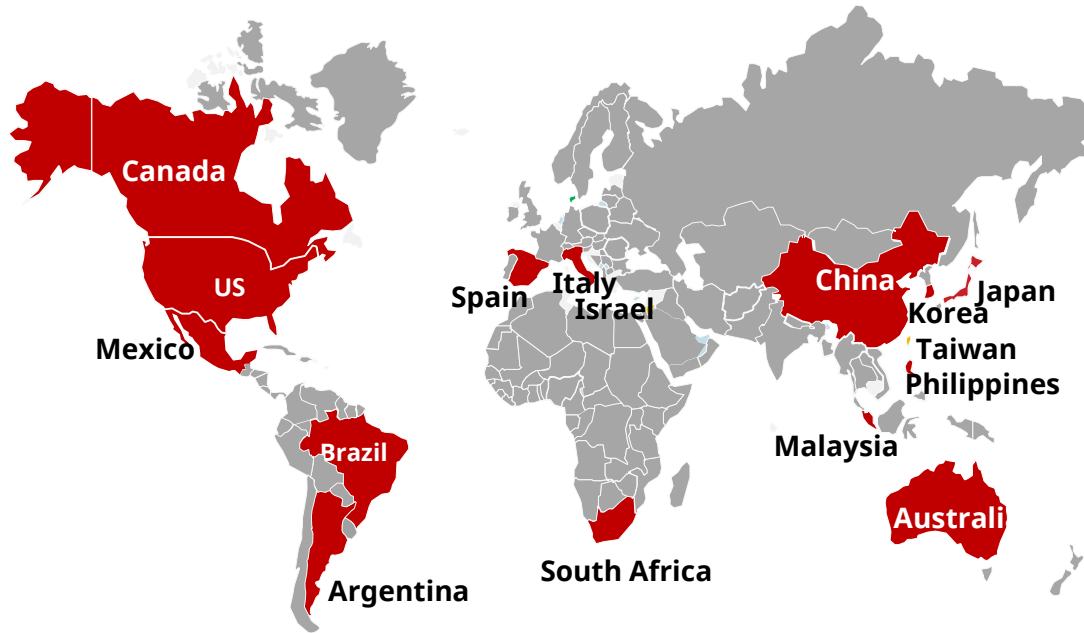 Canada
US
Mexico
Brazil
Argentina
Spain
Italy
Israel
South Africa
China
Japan
Korea
Taiwan
Philippines
Malaysia
Australi